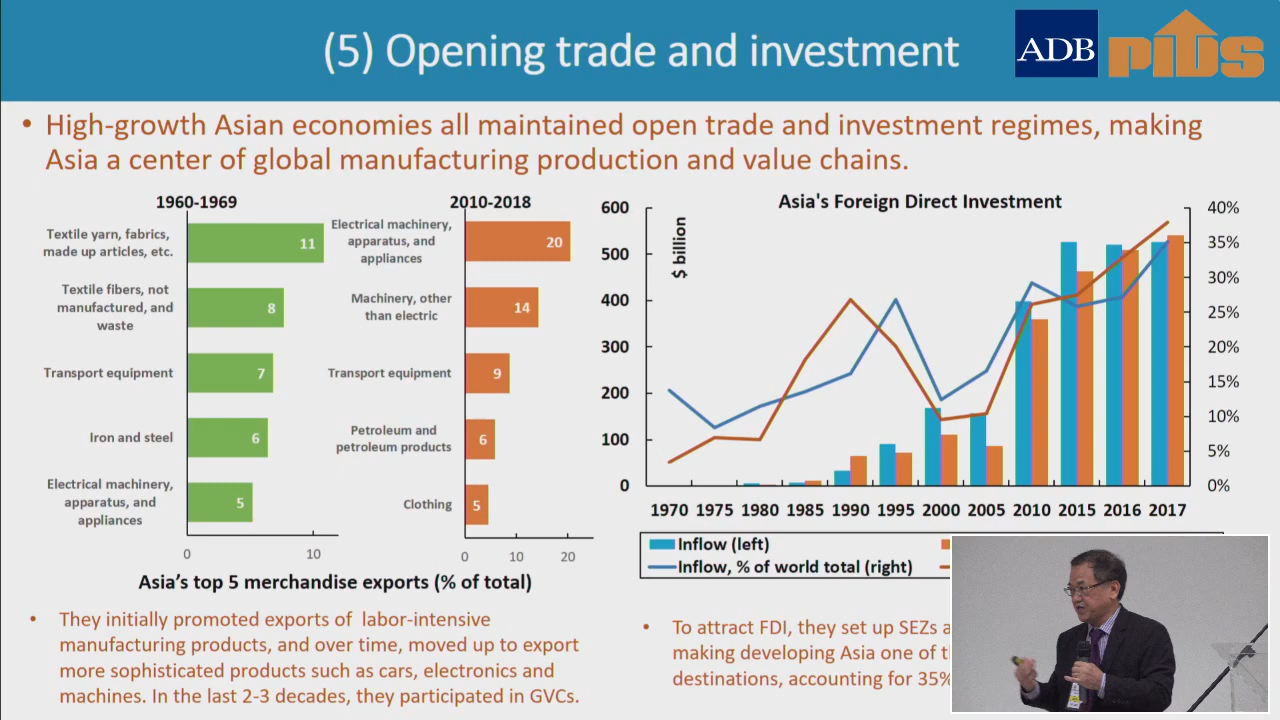 (5) Opening trade and investment
ADB
PIDS
• High-growth Asian economies all maintained open trade and investment regimes, making
Asia a center of global manufacturing production and value chains.
1960-1969
Textile yarn, fabrics,
made up articles, etc.
11
Textile fibers, not
manufactured, and
waste
8
Transport equipment
7
Iron and steel
6
Electrical machinery,
apparatus, and
appliances
5
0 10
2010-2018
Electrical machinery,
apparatus, and
appliances
20
Machinery, other
than electric
14
Transport equipment
9
Petroleum and
petroleum products
6
Clothing
5
0 10 20
Asia's top 5 merchandise exports (% of total)
Asia's Foreign Direct Investment
$ billion
600
500
400
300
200
100
0
40%
35%
30%
25%
20%
15%
10%
5%
0%
1970 1975 1980 1985 1990 1995 2000 2005 2010 2015 2016 2017
Inflow (left)
Inflow, % of world total (right)
• They initially promoted exports of labor-intensive
manufacturing products, and over time, moved up to export
more sophisticated products such as cars, electronics and
machines. In the last 2-3 decades, they participated in GVCs.
• To attract FDI, they set up SEZs
making developing Asia one of
destinations, accounting for 35%